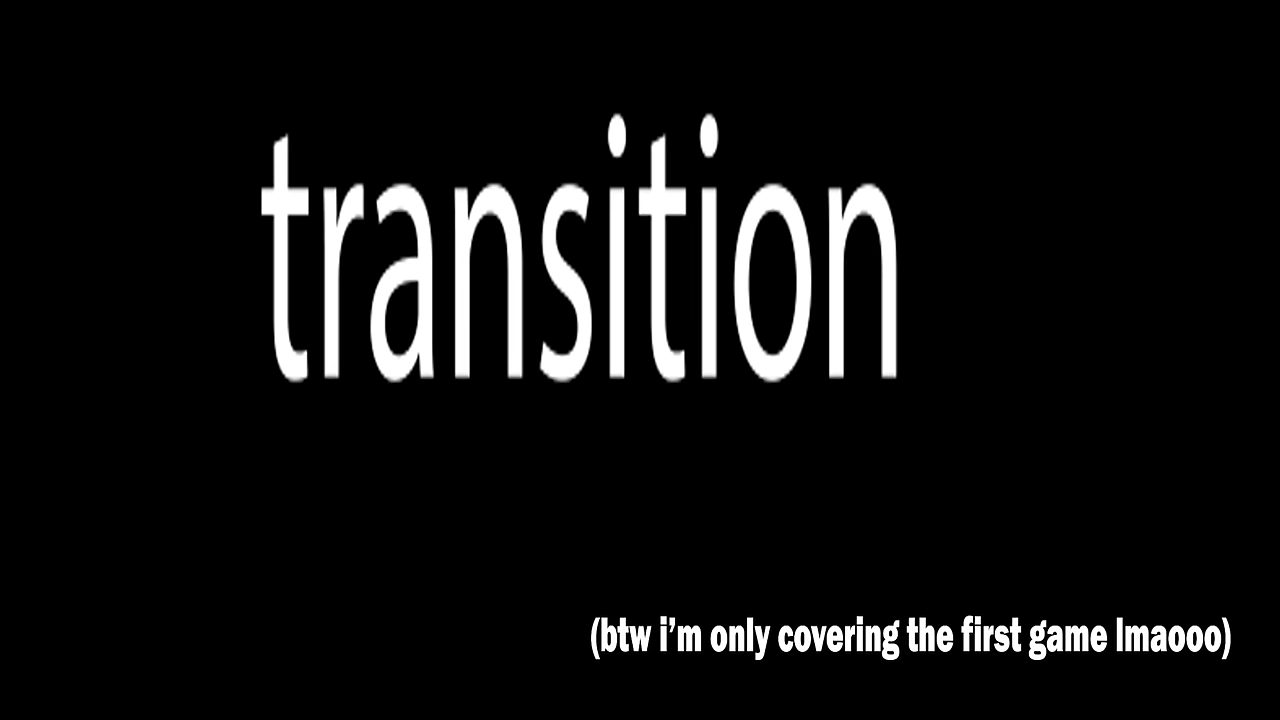 transition
(btw i’m only covering the first game lmaooo)